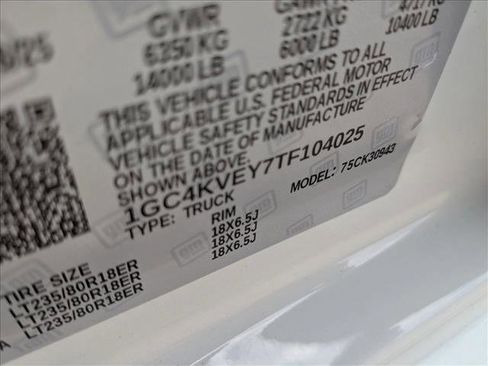 /25
GVWR
6350 KG
14000 LB
2722 KG
6000 LB
10400 LB
THIS VEHICLE CONFORMS TO ALL
APPLICABLE U.S. FEDERAL MOTOR
VEHICLE SAFETY STANDARDS IN EFFECT
ON THE DATE OF MANUFACTURE
SHOWN ABOVE.
1GC4KVEY7TF104025
TYPE: TRUCK
MODEL: 75CK30943
TIRE SIZE
RIM
LT235/80R18ER
18X6.5J
LT235/80R18ER
18X6.5J
LT235/80R18ER
18X6.5J
gm